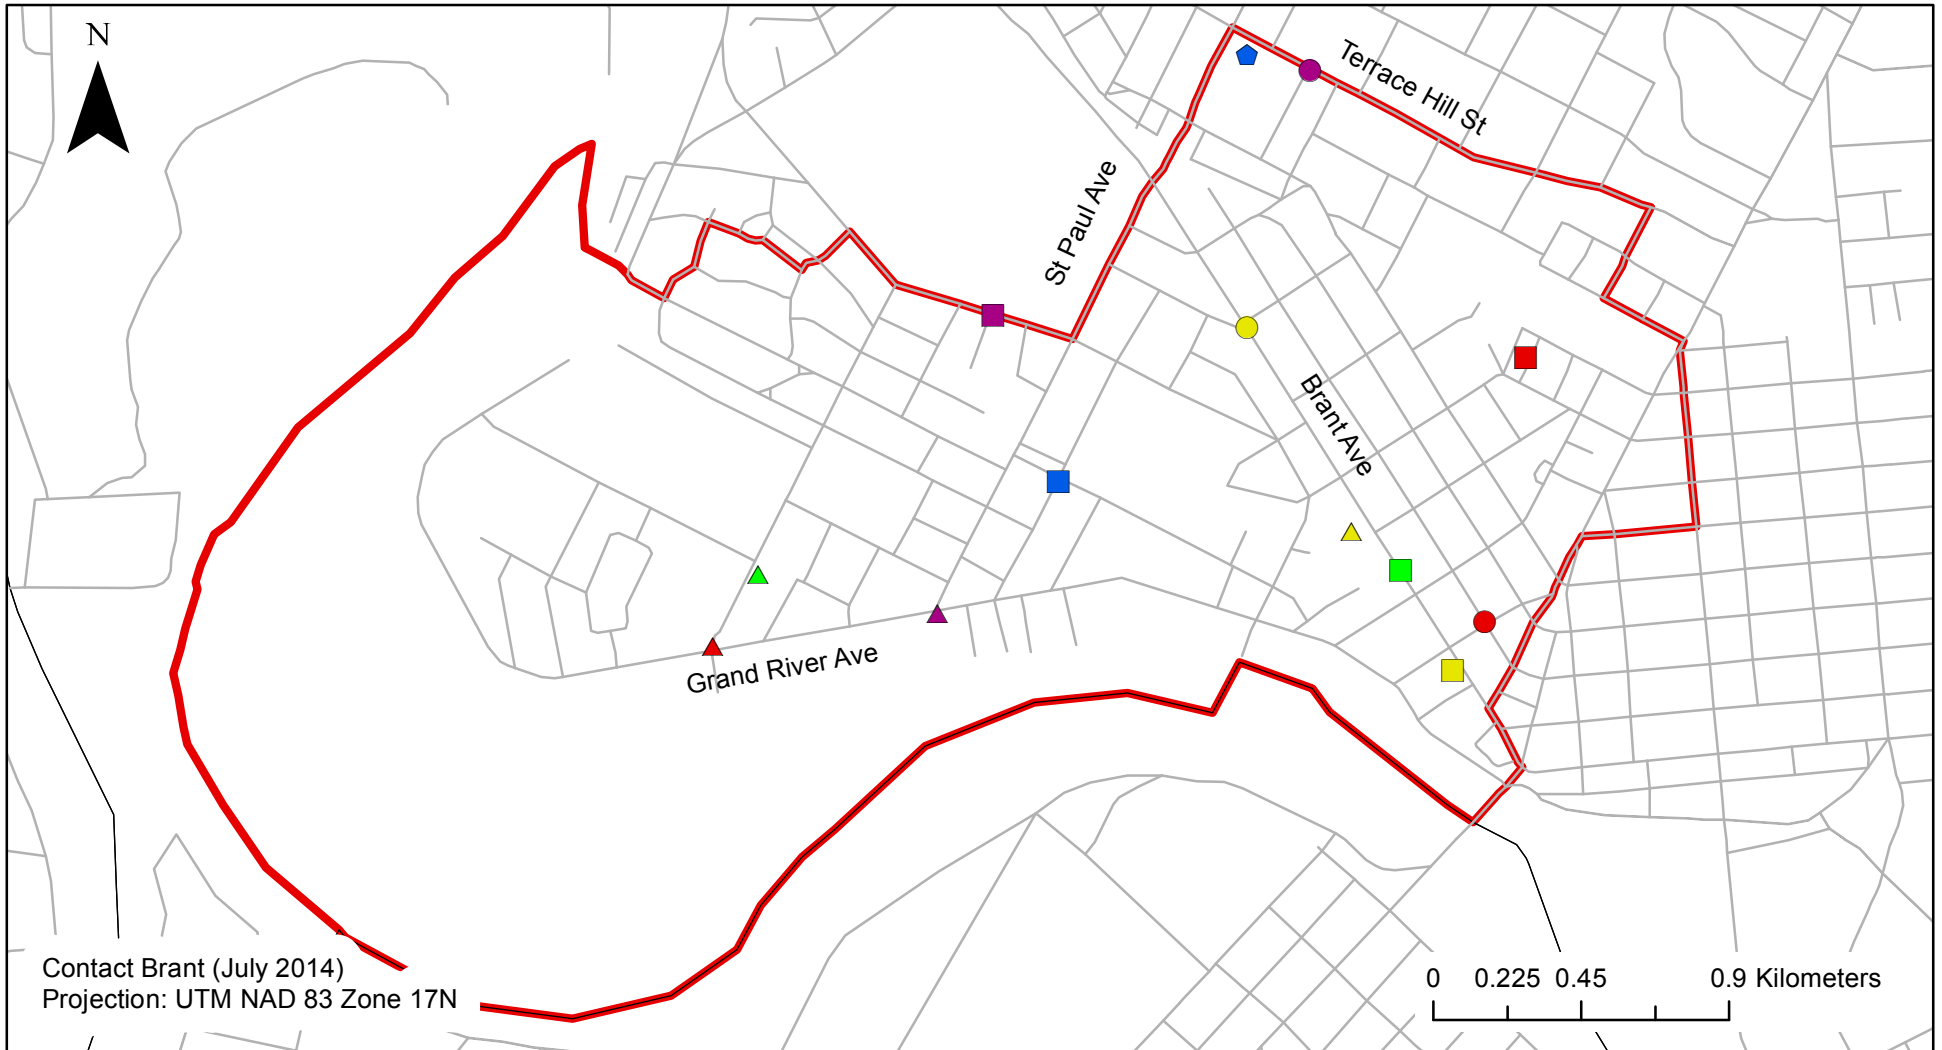 N
Terrace Hill St
St Paul Ave
Brant Ave
Grand River Ave
Contact Brant (July 2014)
Projection: UTM NAD 83 Zone 17N
0 0.225 0.45 0.9 Kilometers